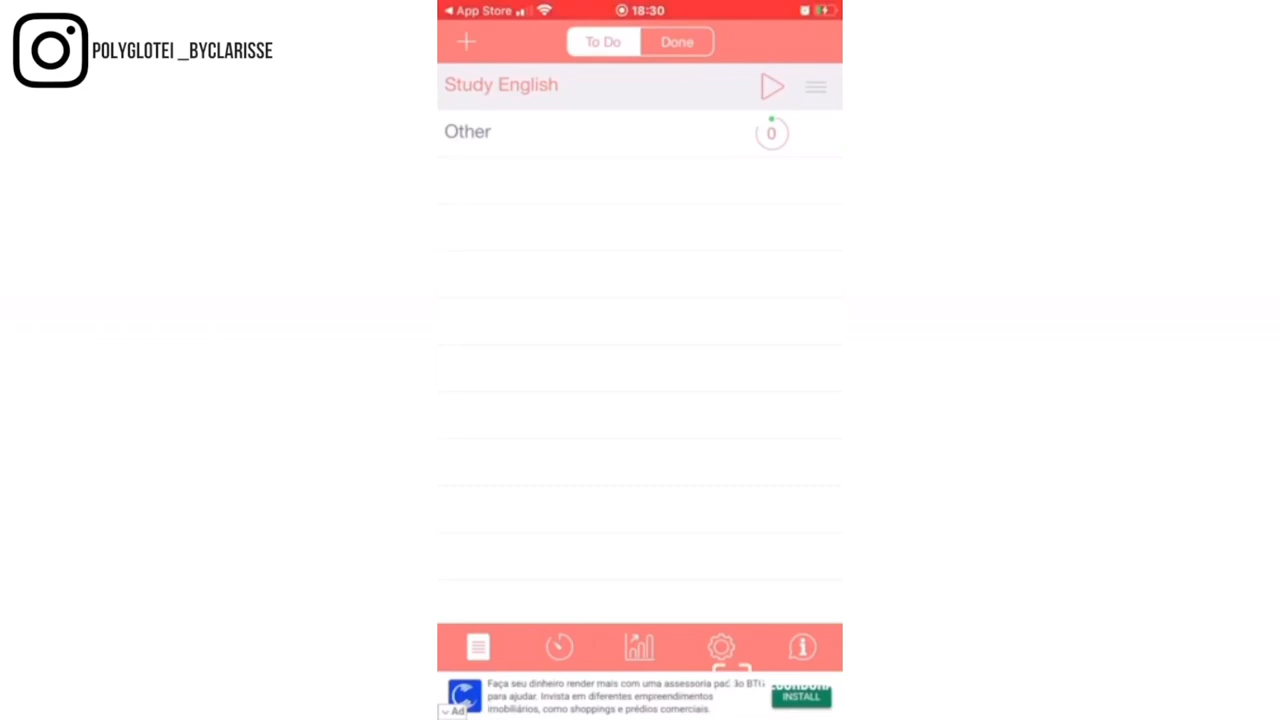 POLYGLOTEI _BYCLARISSE
App Store
18:30
To Do
Done
Study English
Other
0
Faça seu dinheiro render mais com uma assessoria
para ajudar. Invista em diferentes empreendimentos
imobiliários, como shoppings e prédios comerciais.
INSTALL
Ad